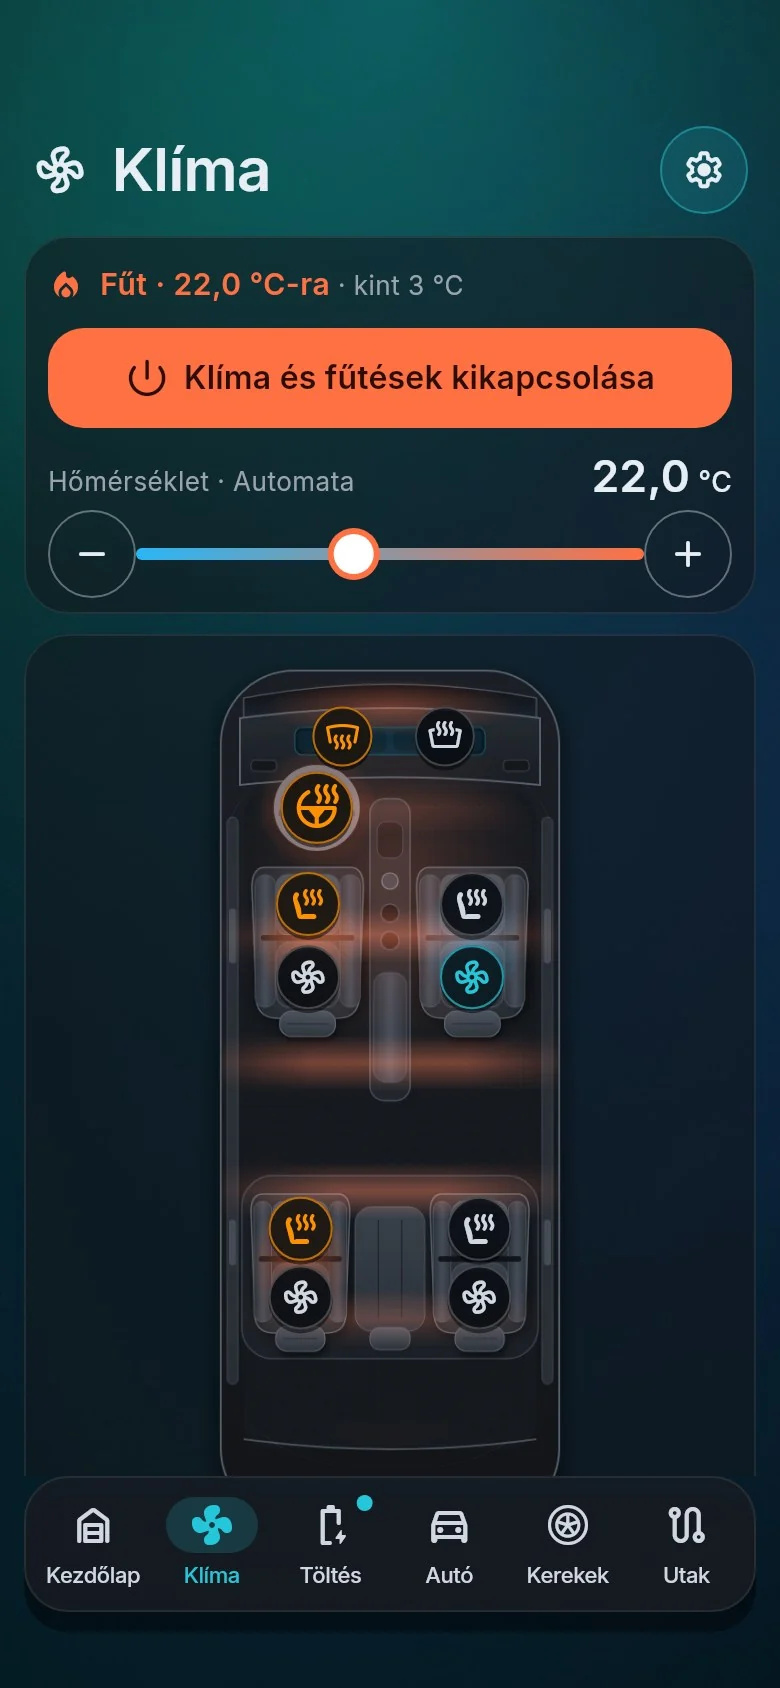 Klíma
Fűt · 22,0 °C-ra · kint 3 °C
Klíma és fűtések kikapcsolása
Hőmérséklet · Automata 22,0 °C
Kezdőlap Klíma Töltés Autó Kerekek Utak